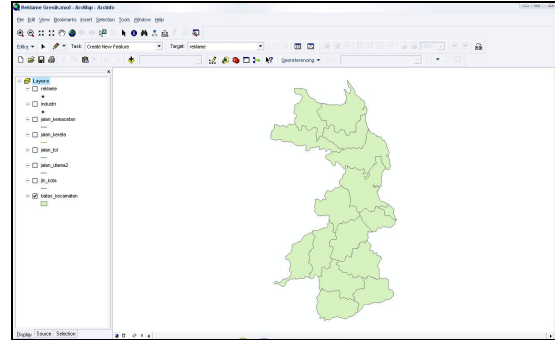 Reklame Gresik.mxd - ArcMap - ArcInfo
File Edit View Bookmarks Insert Selection Tools Window Help
Editor Task: Create New Feature Target: reklame
Georeferencing
Layers
reklame
industri
jalan_kemacetan
jalan_kereta
jalan_tol
jalan_utama2
jln_kota
batas_kecamatan
Display Source Selection